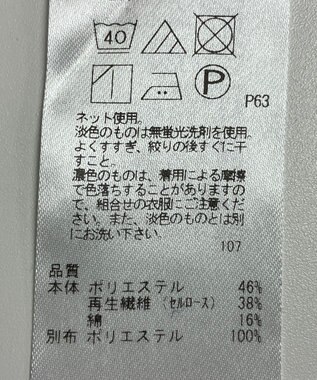 40
P
P63
ネット使用。
淡色のものは無蛍光洗剤を使用。
よくすすぎ、絞りの後すぐに干
すこと。
濃色のものは、着用による摩擦
で色落ちすることがありますの
で、組合せの衣服にご注意くだ
さい。また、淡色のものとは別
にお洗い下さい。
107
品質
本体 ポリエステル 46%
再生繊維（セルロース） 38%
綿 16%
別布 ポリエステル 100%